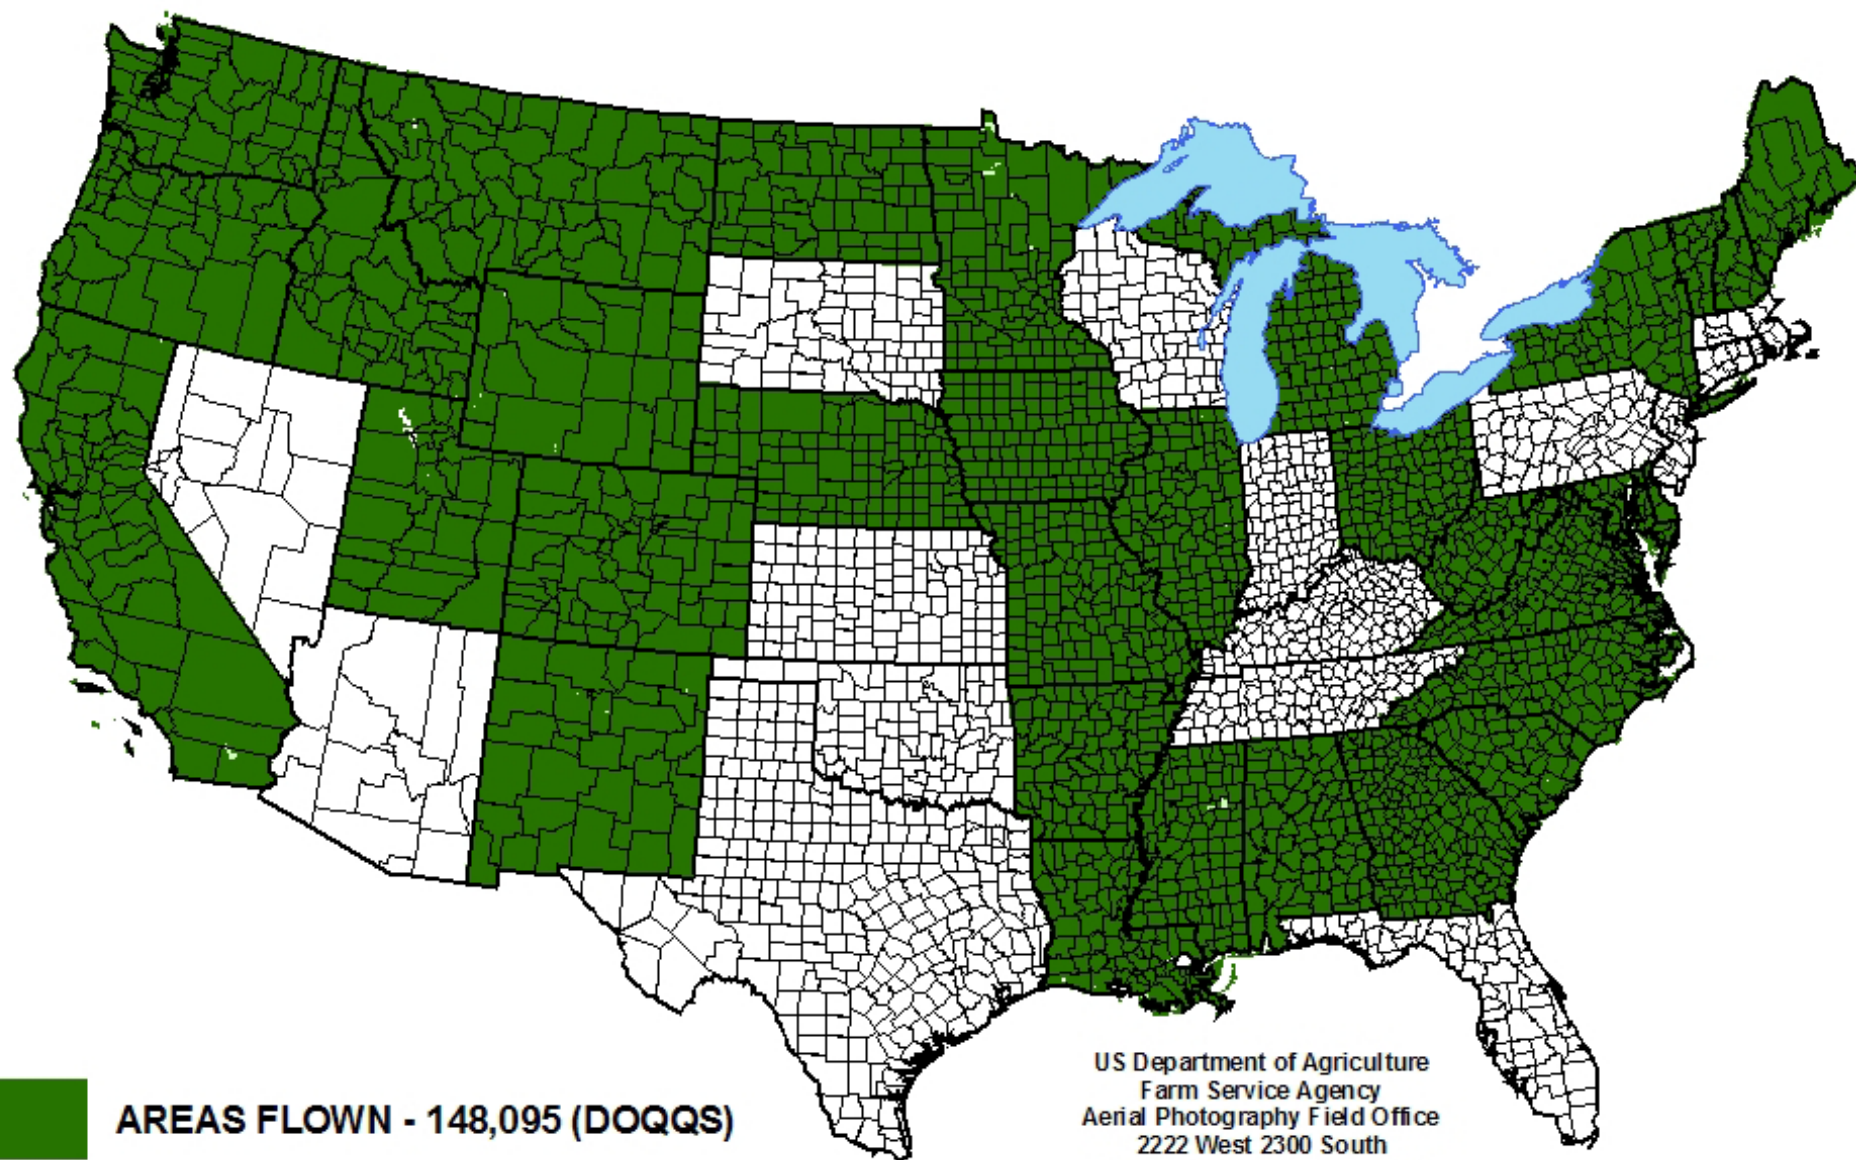 AREAS FLOWN - 148,095 (DOQQS)
US Department of Agriculture
Farm Service Agency
Aerial Photography Field Office
2222 West 2300 South